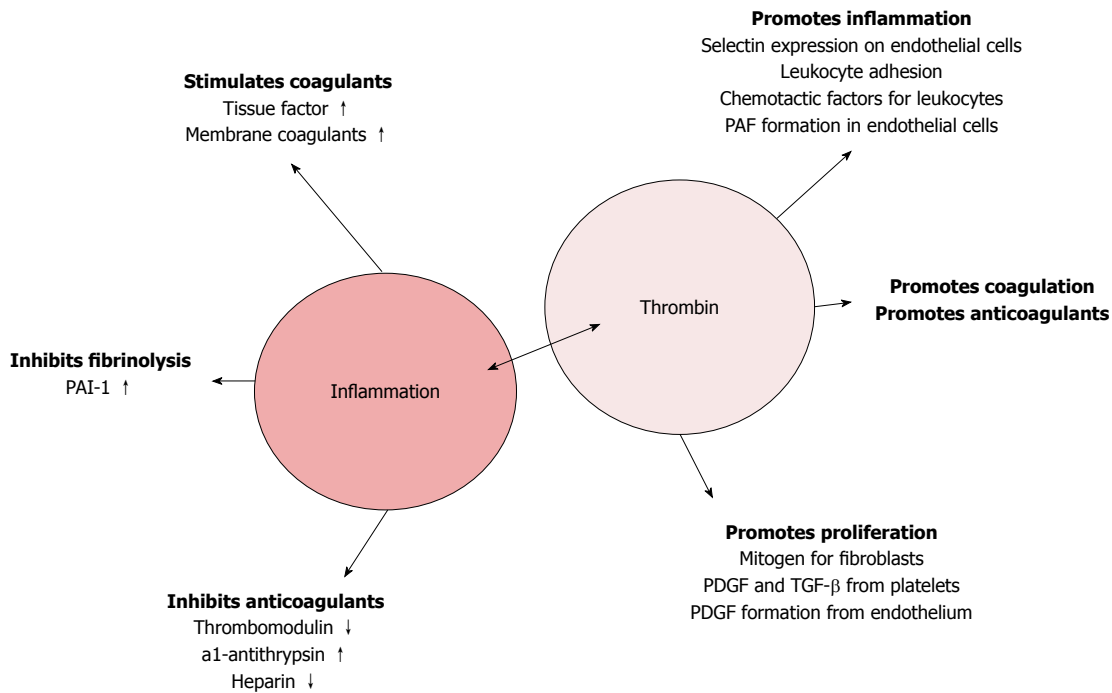 Promotes inflammation
Selectin expression on endothelial cells
Leukocyte adhesion
Chemotactic factors for leukocytes
PAF formation in endothelial cells
Stimulates coagulants
Tissue factor ↑
Membrane coagulants ↑
Thrombin
Promotes coagulation
Promotes anticoagulants
Inhibits fibrinolysis
PAI-1 ↑
Inflammation
Promotes proliferation
Mitogen for fibroblasts
PDGF and TGF-β from platelets
PDGF formation from endothelium
Inhibits anticoagulants
Thrombomodulin ↓
a1-antithrypsin ↑
Heparin ↓